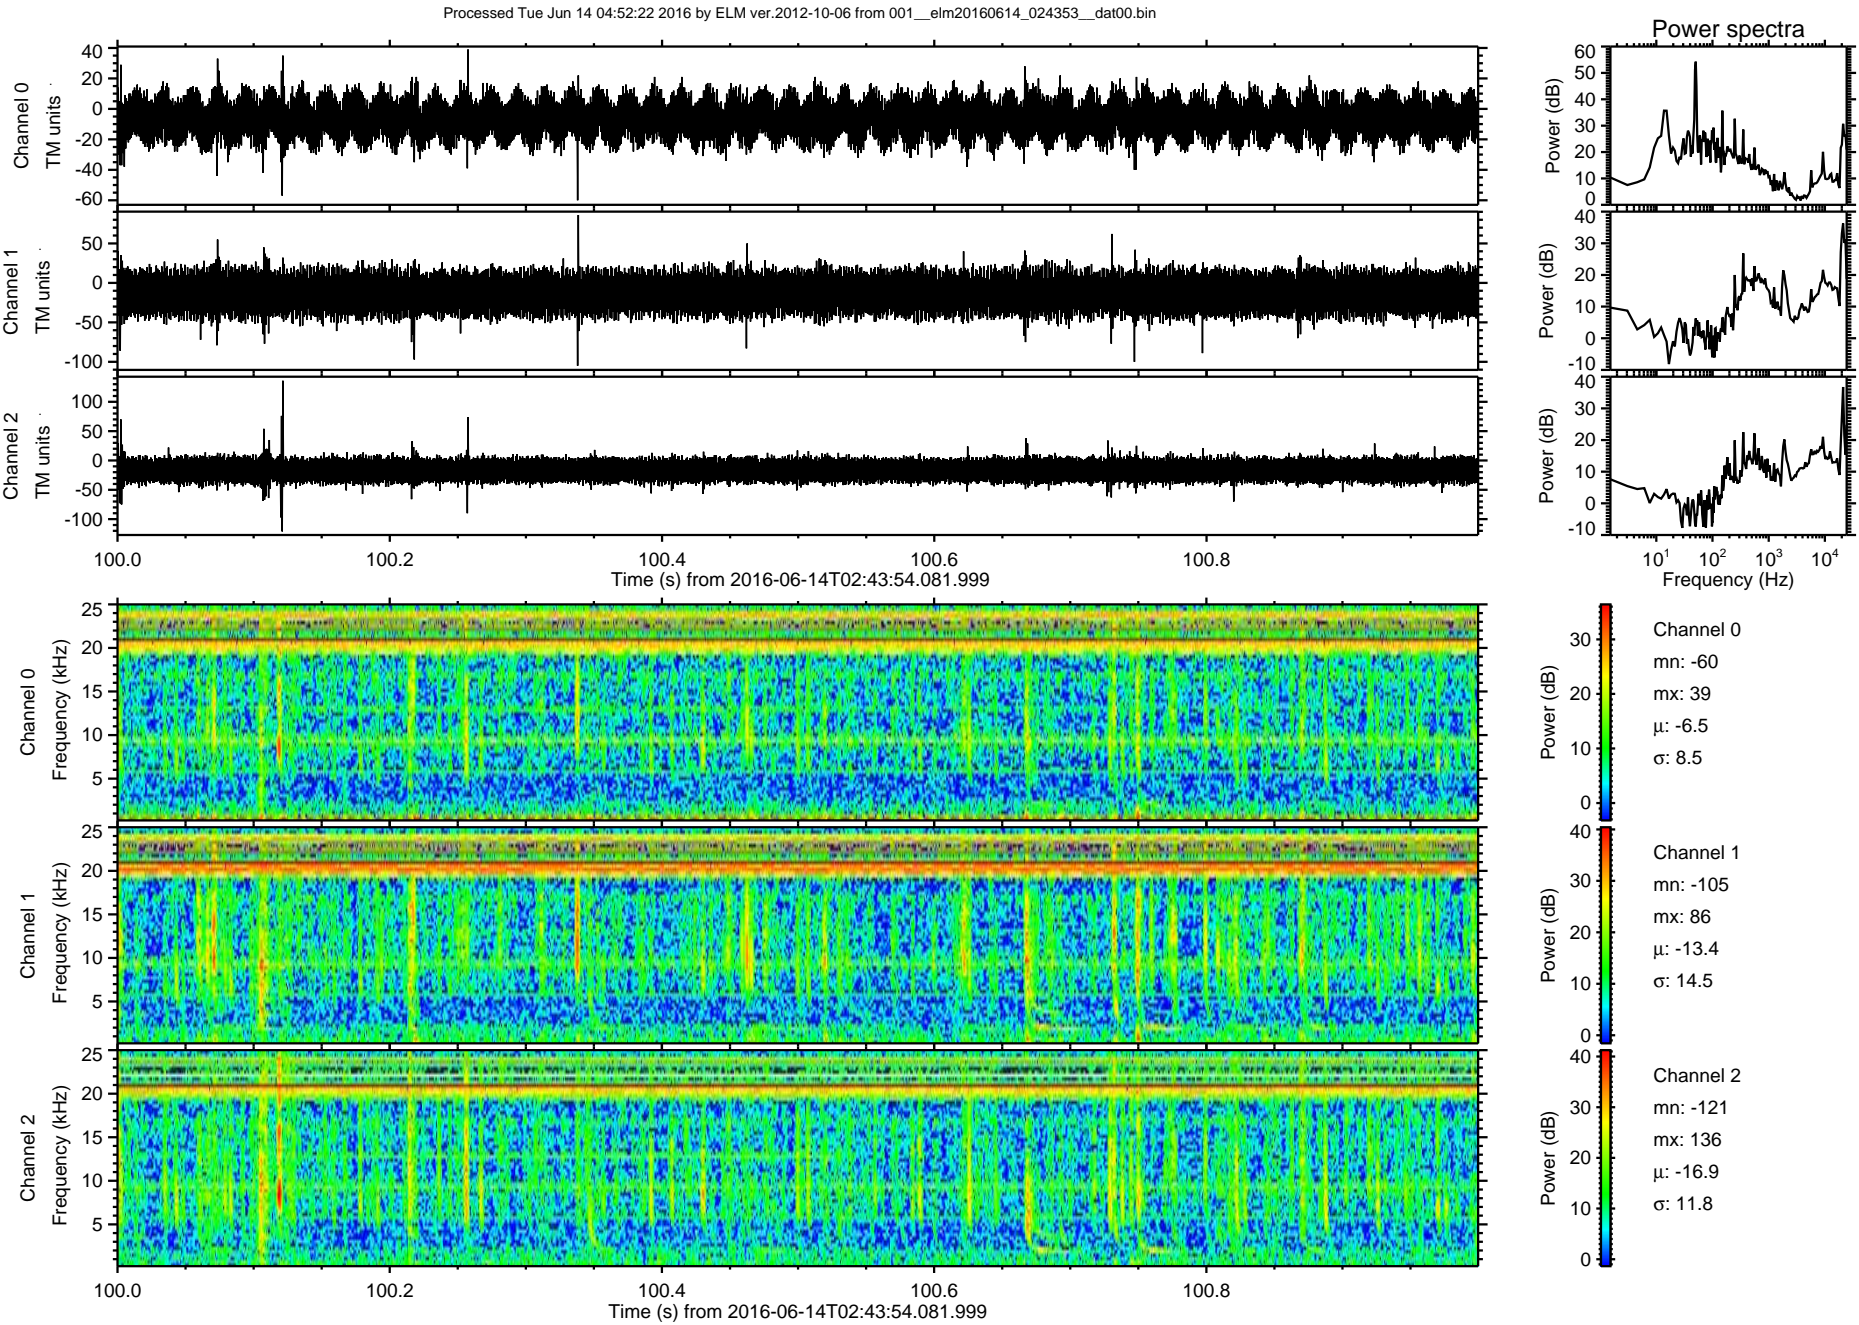 Processed Tue Jun 14 04:52:22 2016 by ELM ver.2012-10-06 from 001__elm20160614_024353__dat00.bin
Power spectra
Channel 0
TM units
40
20
0
-20
-40
-60
Power (dB)
60
50
40
30
20
10
0
Channel 1
TM units
50
0
-50
-100
Power (dB)
40
30
20
10
0
-10
Channel 2
TM units
100
50
0
-50
-100
Power (dB)
40
30
20
10
0
-10
100.0 100.2 100.4 100.6 100.8
Time (s) from 2016-06-14T02:43:54.081.999
10^1 10^2 10^3 10^4
Frequency (Hz)
Channel 0
Frequency (kHz)
25
20
15
10
5
Power (dB)
30
20
10
0
Channel 0
mn: -60
mx: 39
μ: -6.5
σ: 8.5
Channel 1
Frequency (kHz)
25
20
15
10
5
Power (dB)
40
30
20
10
0
Channel 1
mn: -105
mx: 86
μ: -13.4
σ: 14.5
Channel 2
Frequency (kHz)
25
20
15
10
5
Power (dB)
40
30
20
10
0
Channel 2
mn: -121
mx: 136
μ: -16.9
σ: 11.8
100.0 100.2 100.4 100.6 100.8
Time (s) from 2016-06-14T02:43:54.081.999